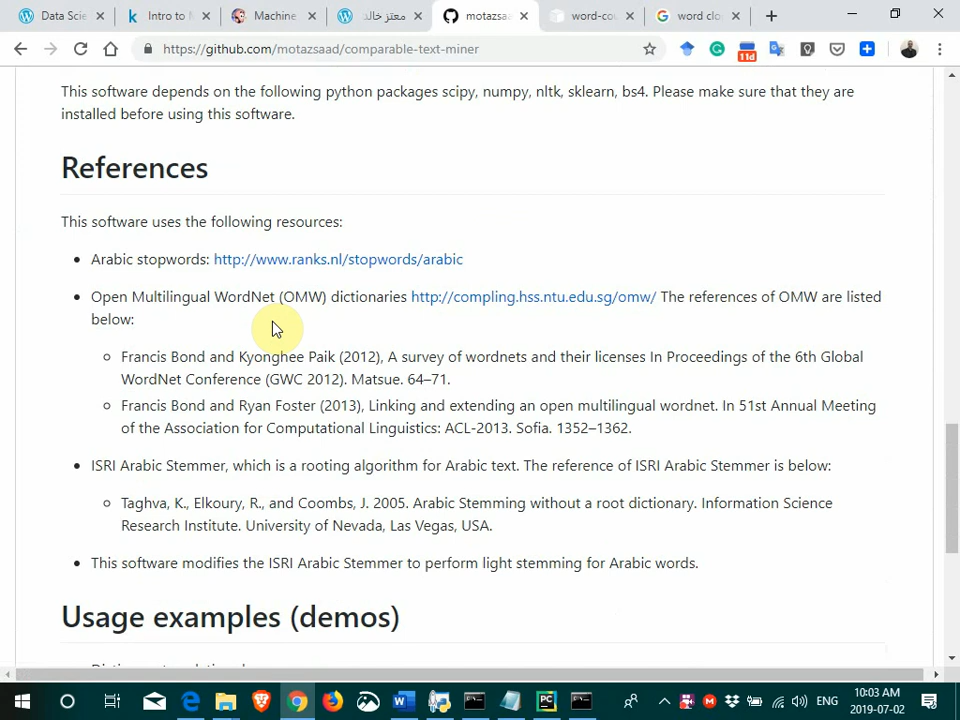 Data Scie
Intro to M
Machine
معتز خالد
motazsaa
word-cou
word clo
https://github.com/motazsaad/comparable-text-miner
11d
This software depends on the following python packages scipy, numpy, nltk, sklearn, bs4. Please make sure that they are
installed before using this software.
References
This software uses the following resources:
Arabic stopwords: http://www.ranks.nl/stopwords/arabic
Open Multilingual WordNet (OMW) dictionaries http://compling.hss.ntu.edu.sg/omw/ The references of OMW are listed
below:
Francis Bond and Kyonghee Paik (2012), A survey of wordnets and their licenses In Proceedings of the 6th Global
WordNet Conference (GWC 2012). Matsue. 64–71.
Francis Bond and Ryan Foster (2013), Linking and extending an open multilingual wordnet. In 51st Annual Meeting
of the Association for Computational Linguistics: ACL-2013. Sofia. 1352–1362.
ISRI Arabic Stemmer, which is a rooting algorithm for Arabic text. The reference of ISRI Arabic Stemmer is below:
Taghva, K., Elkoury, R., and Coombs, J. 2005. Arabic Stemming without a root dictionary. Information Science
Research Institute. University of Nevada, Las Vegas, USA.
This software modifies the ISRI Arabic Stemmer to perform light stemming for Arabic words.
Usage examples (demos)
ENG
10:03 AM
2019-07-02